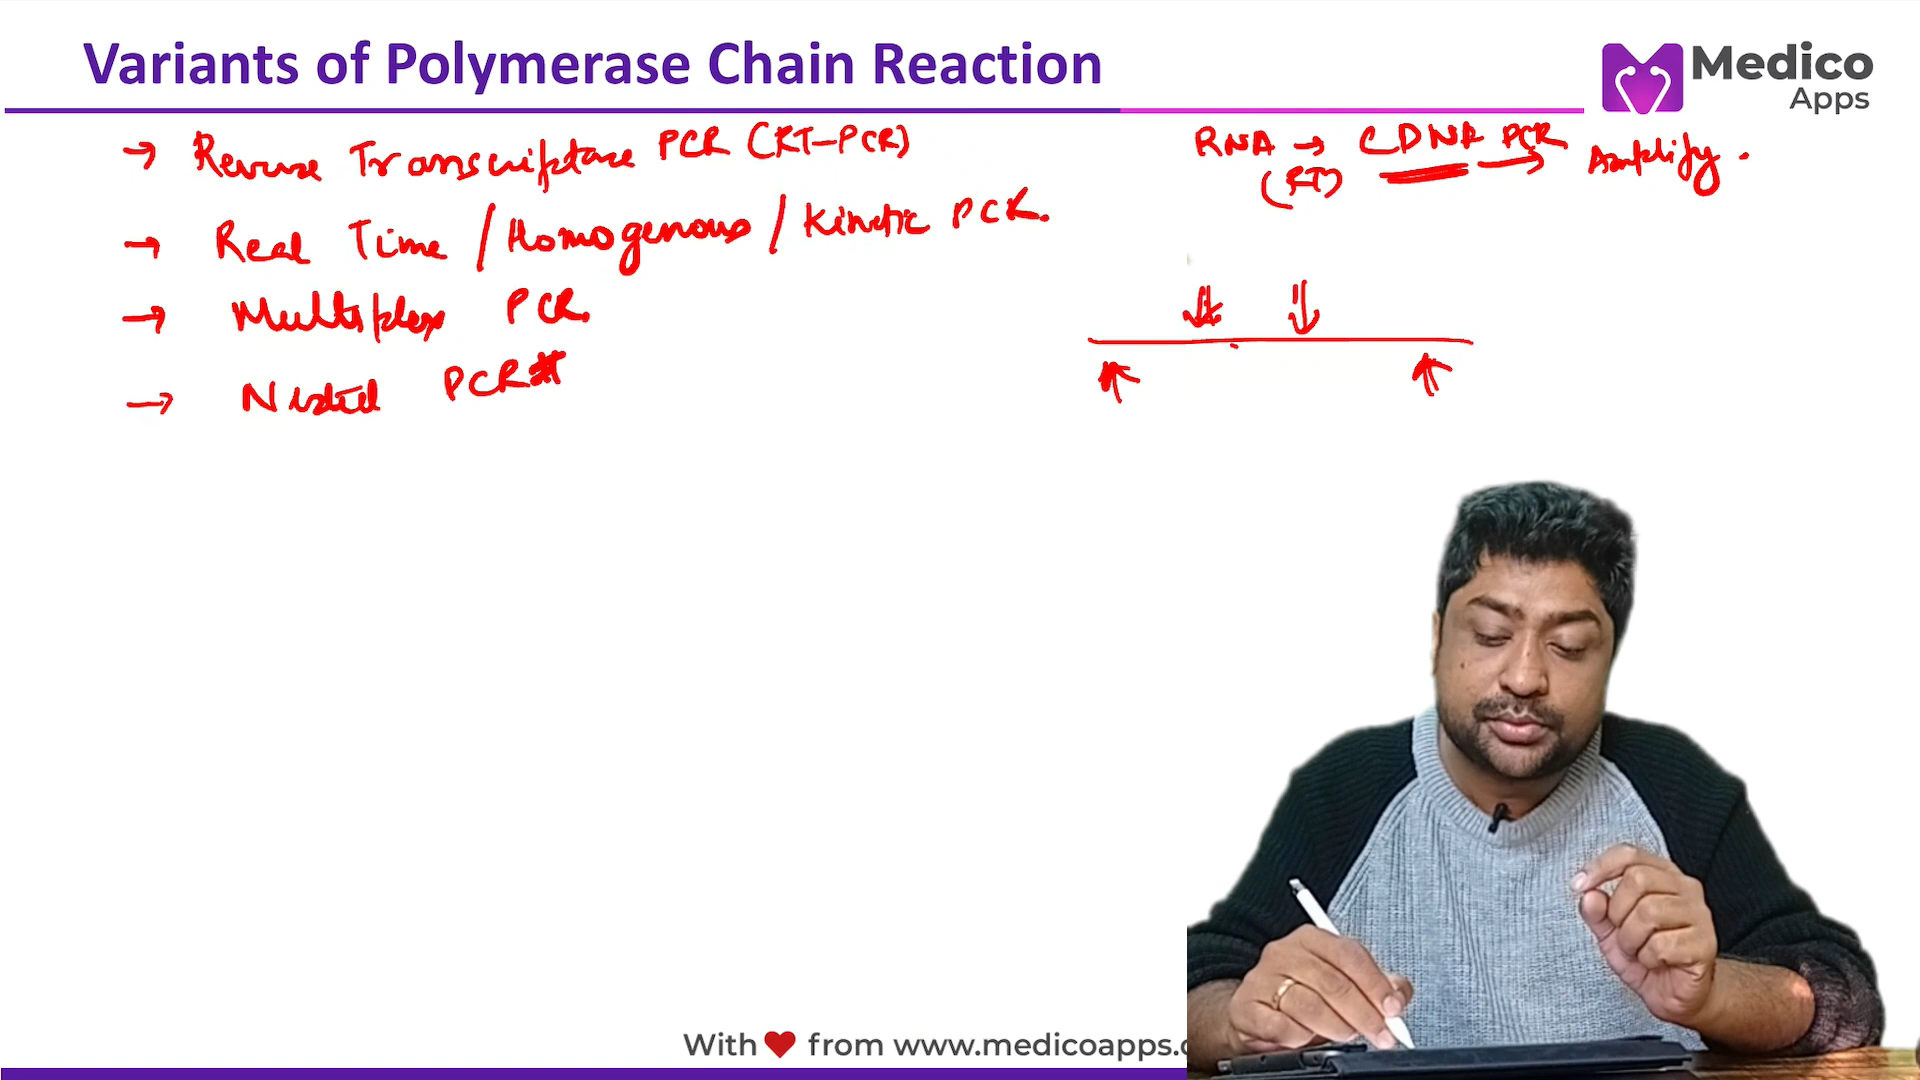 Variants of Polymerase Chain Reaction
Medico
Apps
→ Reverse Transcriptase PCR (RT-PCR)
RNA → CDNA PCR → Amplify.
(RT)
→ Real Time / Homogenous / Kinetic PCR.
→ Multiplex PCR.
→ Nested PCR*
With ❤ from www.medicoapps.